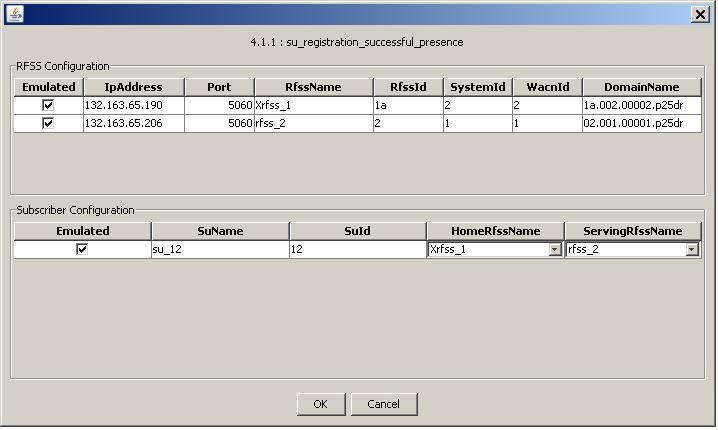 4.1.1 : su_registration_successful_presence
RFSS Configuration
Emulated IpAddress Port RfssName RfssId SystemId WacnId DomainName
132.163.65.190 5060 Xrfss_1 1a 2 2 1a.002.00002.p25dr
132.163.65.206 5060 rfss_2 2 1 1 02.001.00001.p25dr
Subscriber Configuration
Emulated SuName SuId HomeRfssName ServingRfssName
su_12 12 Xrfss_1 rfss_2
OK Cancel